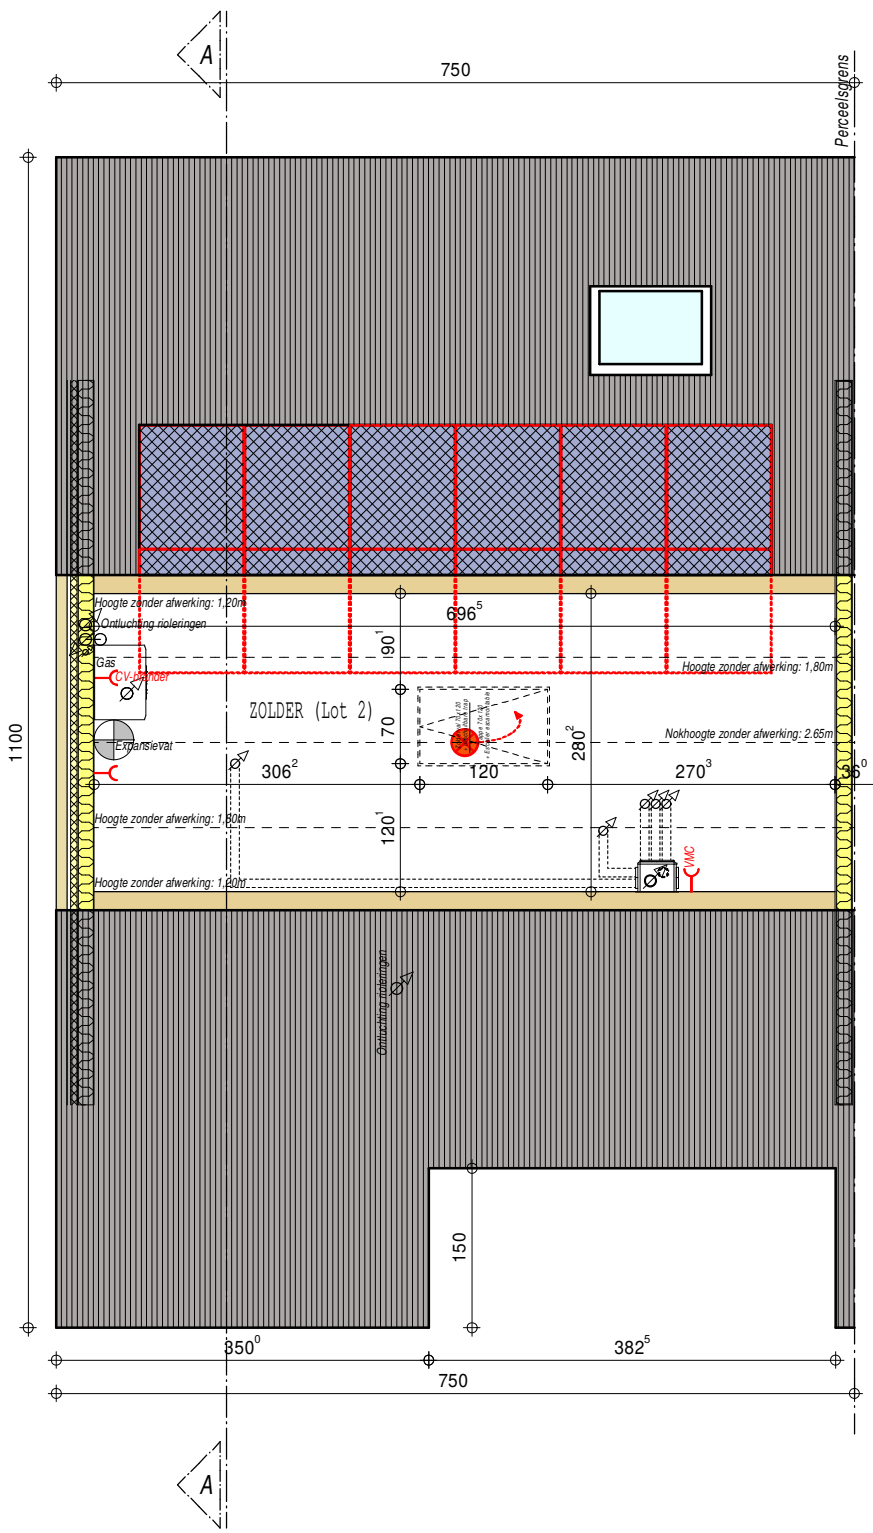 A
750
Perceelsgrens
1100
Hoogte zonder afwerking: 1,20m
696⁵
Ontluchting rioleringen
90¹
Gas
Hoogte zonder afwerking: 1,80m
CV-brander
ZOLDER (Lot 2)
70
280²
Nokhoogte zonder afwerking: 2.65m
Expansievat
306²
120
270³
36⁰
Hoogte zonder afwerking: 1,80m
120¹
VMC
Hoogte zonder afwerking: 1,20m
Ontluchting rioleringen
150
350⁰
382⁵
750
A